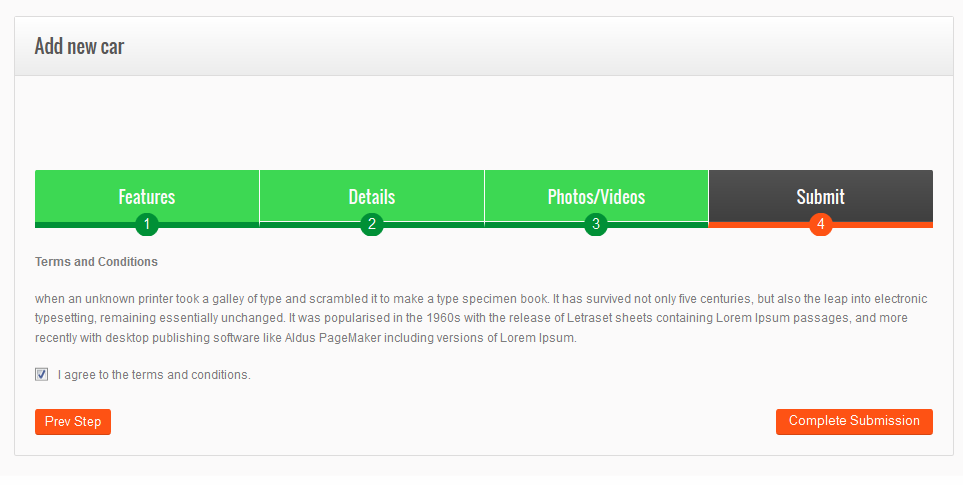 Add new car
Features
Details
Photos/Videos
Submit
1
2
3
4
Terms and Conditions
when an unknown printer took a galley of type and scrambled it to make a type specimen book. It has survived not only five centuries, but also the leap into electronic
typesetting, remaining essentially unchanged. It was popularised in the 1960s with the release of Letraset sheets containing Lorem Ipsum passages, and more
recently with desktop publishing software like Aldus PageMaker including versions of Lorem Ipsum.
I agree to the terms and conditions.
Prev Step
Complete Submission